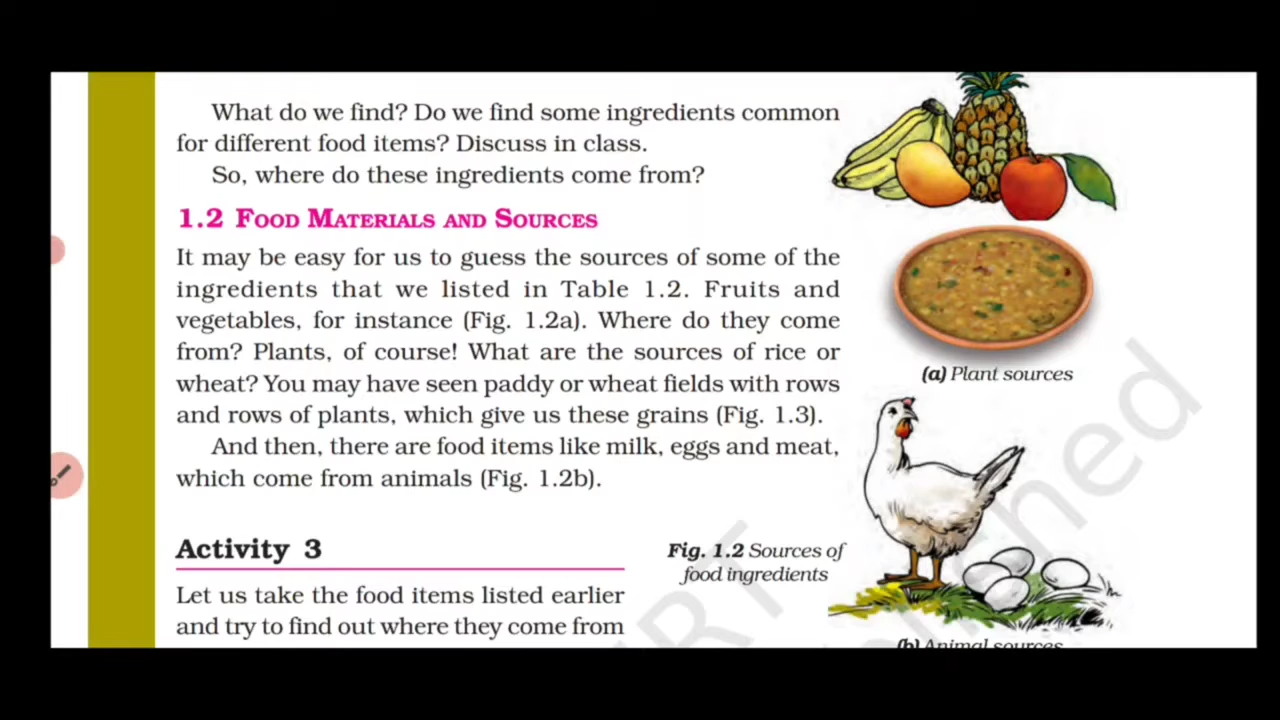 What do we find? Do we find some ingredients common
for different food items? Discuss in class.
So, where do these ingredients come from?
1.2 FOOD MATERIALS AND SOURCES
It may be easy for us to guess the sources of some of the
ingredients that we listed in Table 1.2. Fruits and
vegetables, for instance (Fig. 1.2a). Where do they come
from? Plants, of course! What are the sources of rice or
wheat? You may have seen paddy or wheat fields with rows
and rows of plants, which give us these grains (Fig. 1.3).
And then, there are food items like milk, eggs and meat,
which come from animals (Fig. 1.2b).
Activity 3
Let us take the food items listed earlier
and try to find out where they come from
(a) Plant sources
Fig. 1.2 Sources of
food ingredients
(b) Animal sources